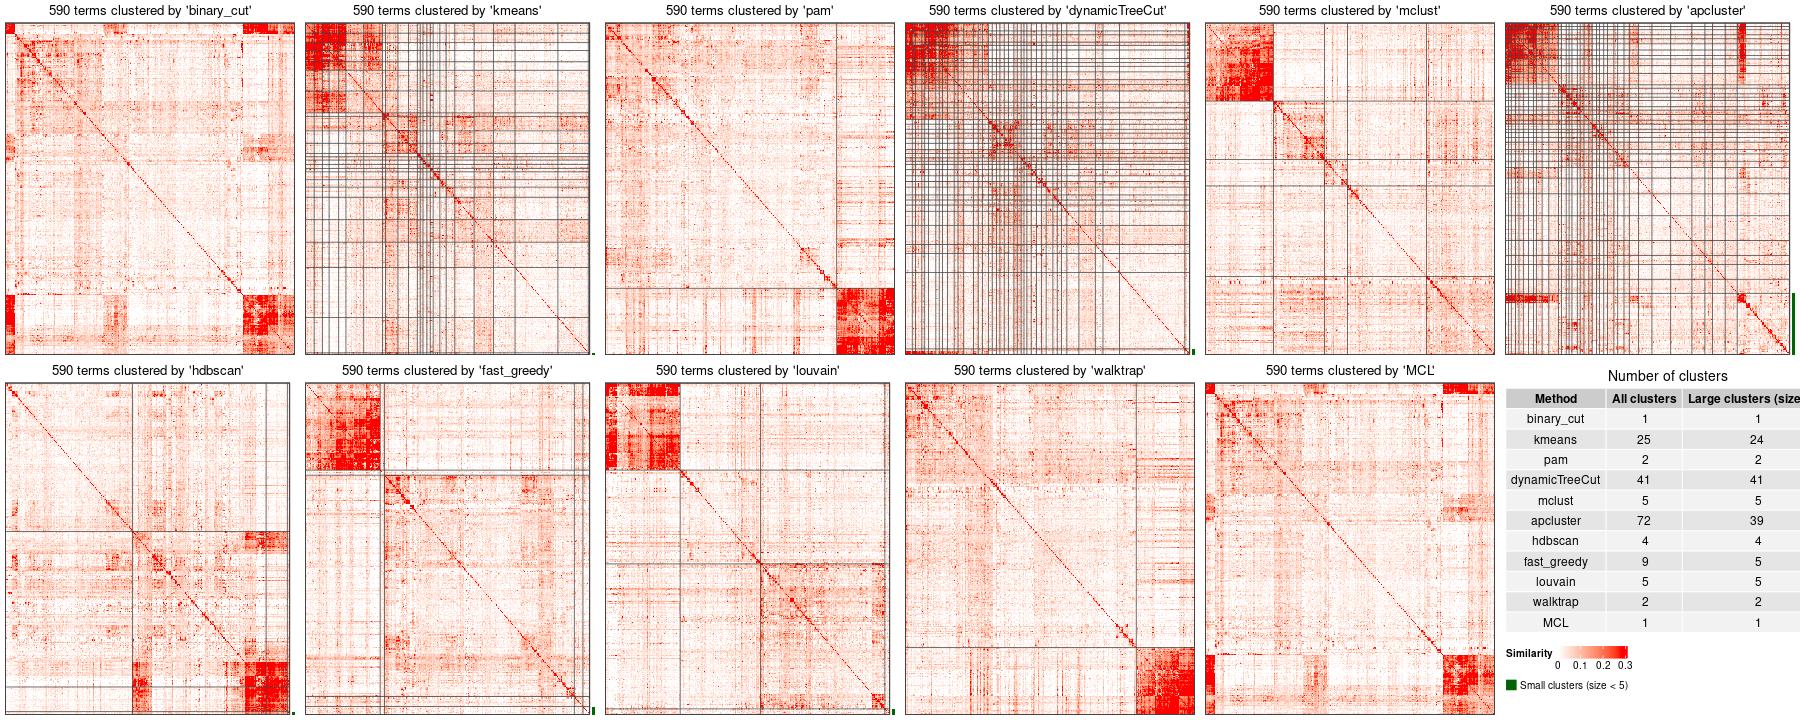 590 terms clustered by 'binary_cut'
590 terms clustered by 'kmeans'
590 terms clustered by 'pam'
590 terms clustered by 'dynamicTreeCut'
590 terms clustered by 'mclust'
590 terms clustered by 'apcluster'
590 terms clustered by 'hdbscan'
590 terms clustered by 'fast_greedy'
590 terms clustered by 'louvain'
590 terms clustered by 'walktrap'
590 terms clustered by 'MCL'
Number of clusters
Method All clusters Large clusters (size
binary_cut 1 1
kmeans 25 24
pam 2 2
dynamicTreeCut 41 41
mclust 5 5
apcluster 72 39
hdbscan 4 4
fast_greedy 9 5
louvain 5 5
walktrap 2 2
MCL 1 1
Similarity
0 0.1 0.2 0.3
Small clusters (size < 5)